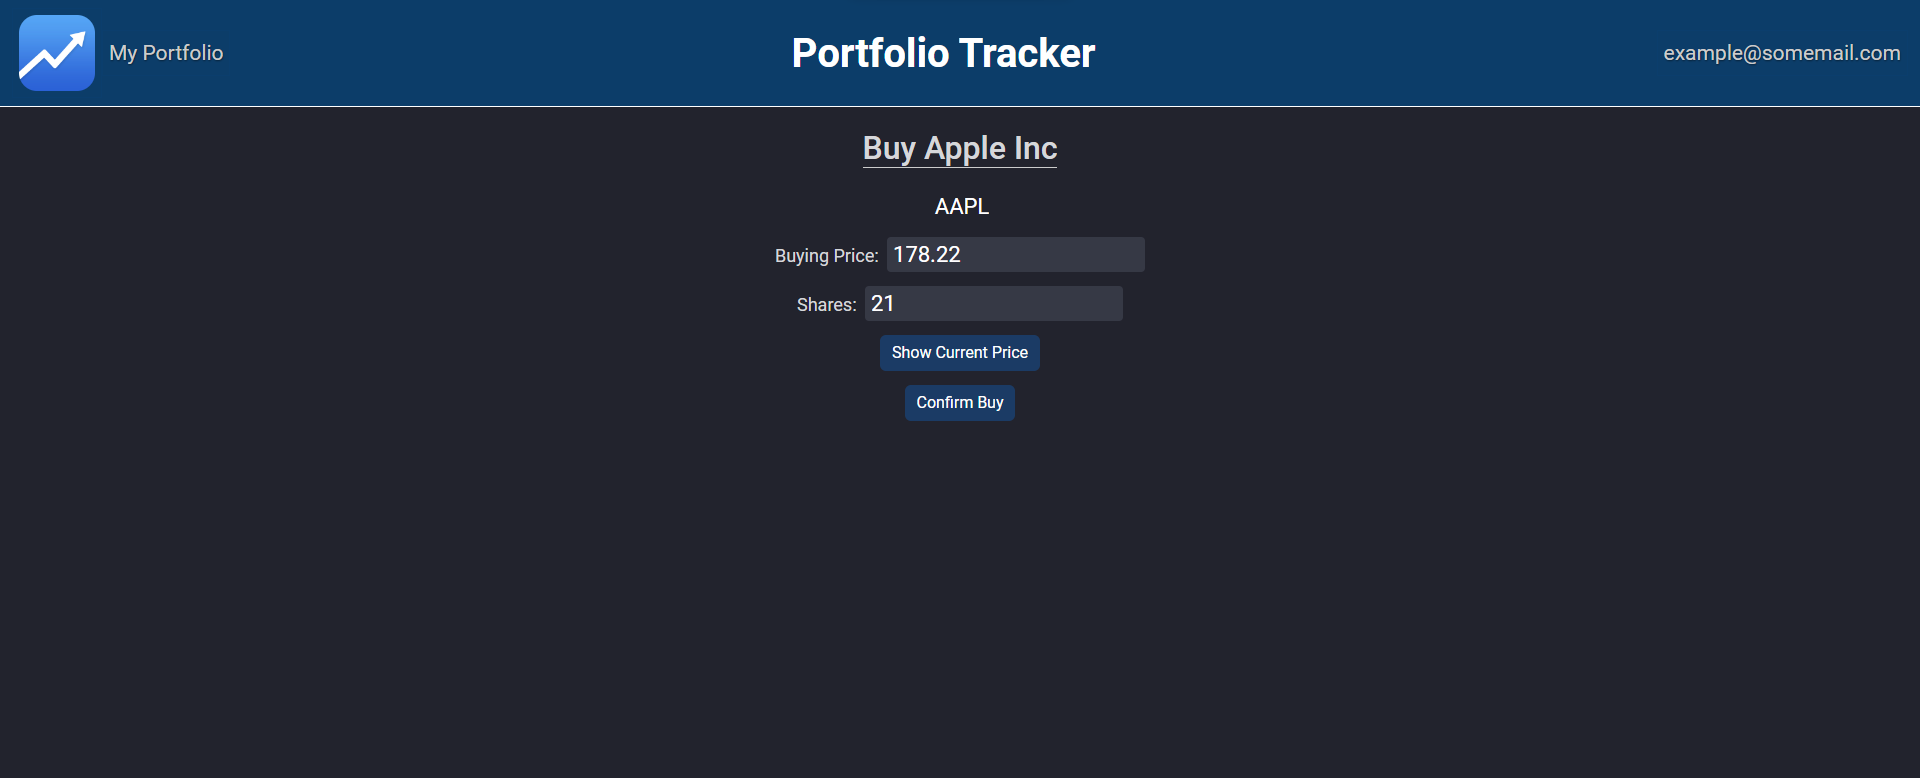 My Portfolio
Portfolio Tracker
example@somemail.com
Buy Apple Inc
AAPL
Buying Price: 178.22
Shares: 21
Show Current Price
Confirm Buy